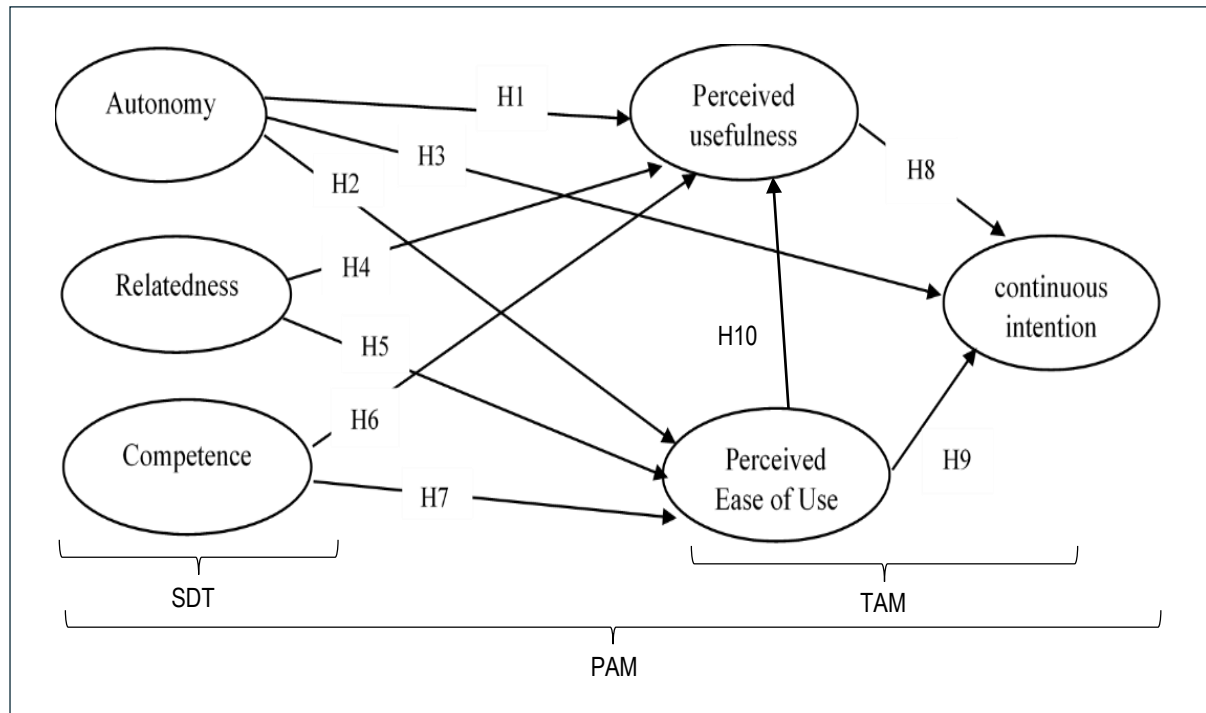 Autonomy
H1
Perceived
usefulness
H3
H2
H8
H4
Relatedness
continuous
intention
H5
H10
H6
Competence
Perceived
Ease of Use
H9
H7
SDT
TAM
PAM